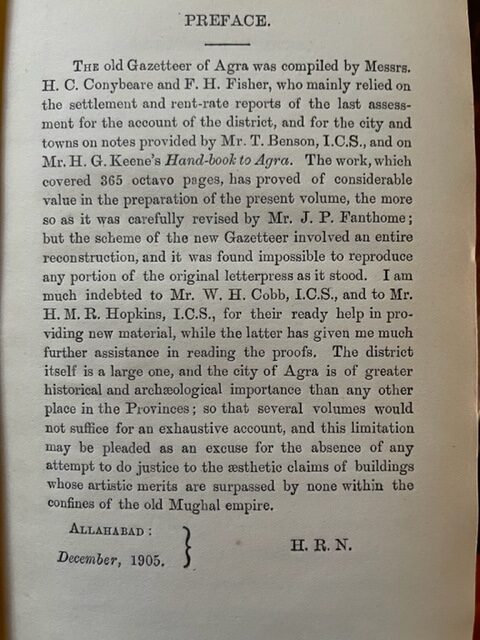 PREFACE.
THE old Gazetteer of Agra was compiled by Messrs.
H. C. Conybeare and F. H. Fisher, who mainly relied on
the settlement and rent-rate reports of the last assess-
ment for the account of the district, and for the city and
towns on notes provided by Mr. T. Benson, I.C.S., and on
Mr. H. G. Keene's Hand-book to Agra. The work, which
covered 365 octavo pages, has proved of considerable
value in the preparation of the present volume, the more
so as it was carefully revised by Mr. J. P. Fanthome;
but the scheme of the new Gazetteer involved an entire
reconstruction, and it was found impossible to reproduce
any portion of the original letterpress as it stood. I am
much indebted to Mr. W. H. Cobb, I.C.S., and to Mr.
H. M. R. Hopkins, I.C.S., for their ready help in pro-
viding new material, while the latter has given me much
further assistance in reading the proofs. The district
itself is a large one, and the city of Agra is of greater
historical and archæological importance than any other
place in the Provinces; so that several volumes would
not suffice for an exhaustive account, and this limitation
may be pleaded as an excuse for the absence of any
attempt to do justice to the æsthetic claims of buildings
whose artistic merits are surpassed by none within the
confines of the old Mughal empire.
ALLAHABAD:
December, 1905.
H. R. N.